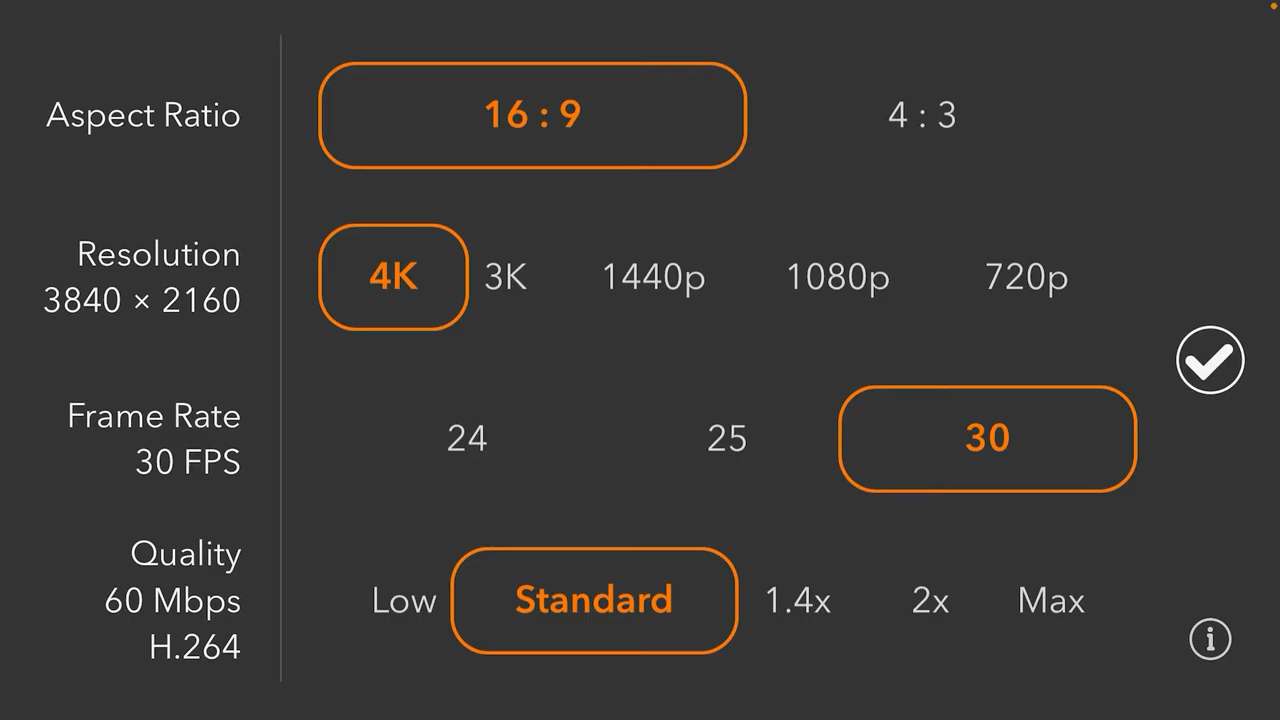 Aspect Ratio
16 : 9
4 : 3
Resolution
3840 × 2160
4K
3K
1440p
1080p
720p
Frame Rate
30 FPS
24
25
30
Quality
60 Mbps
H.264
Low
Standard
1.4x
2x
Max
i